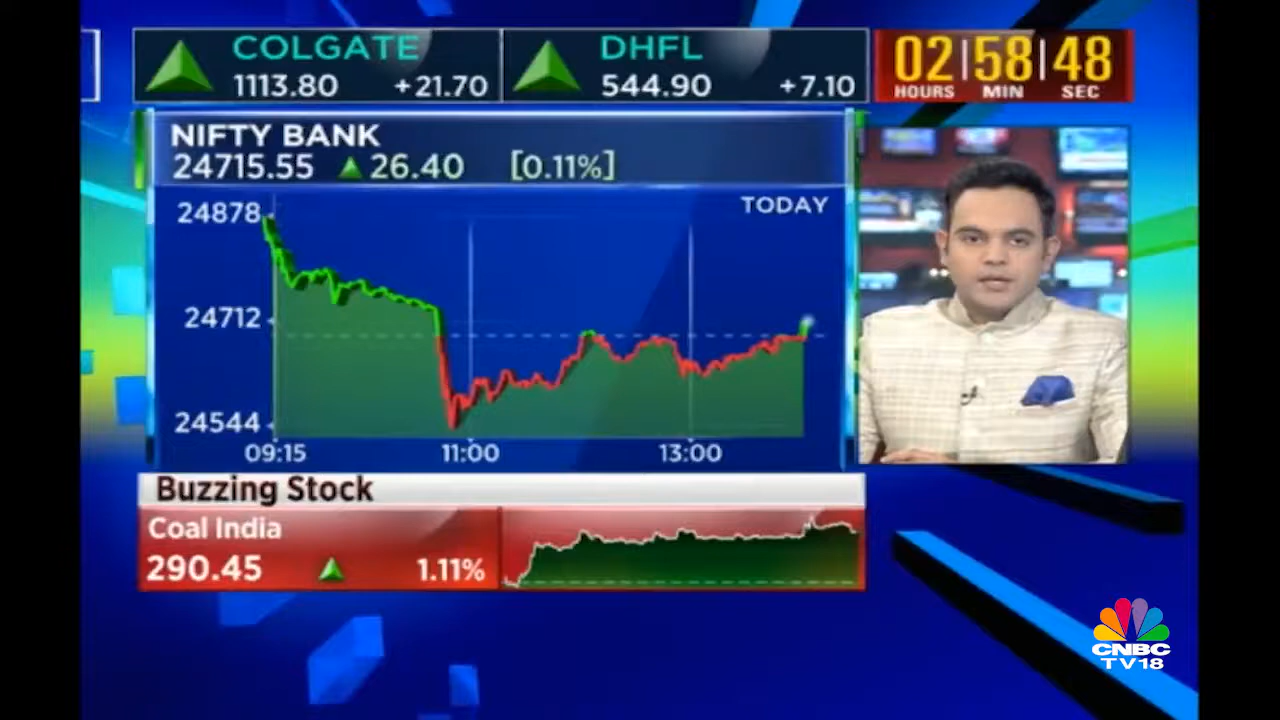 COLGATE
1113.80 +21.70
DHFL
544.90 +7.10
02 58 48
HOURS MIN SEC
NIFTY BANK
24715.55 26.40 [0.11%]
TODAY
24878
24712
24544
09:15 11:00 13:00
Buzzing Stock
Coal India
290.45 1.11%
CNBC
TV18